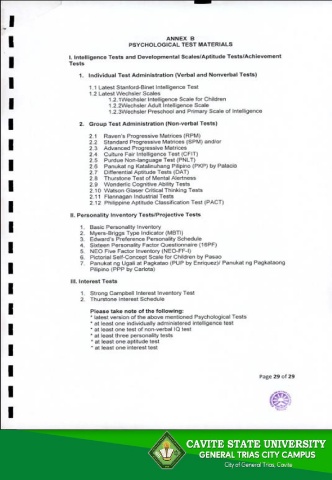 ANNEX B
PSYCHOLOGICAL TEST MATERIALS
I. Intelligence Tests and Developmental Scales/Aptitude Tests/Achievement
Tests
1. Individual Test Administration (Verbal and Nonverbal Tests)
1.1 Latest Stanford-Binet Intelligence Test
1.2 Latest Wechsler Scales
1.2.1Wechsler Intelligence Scale for Children
1.2.2Wechsler Adult Intelligence Scale
1.2.3Wechsler Preschool and Primary Scale of Intelligence
2. Group Test Administration (Non-verbal Tests)
2.1 Raven's Progressive Matrices (RPM)
2.2 Standard Progressive Matrices (SPM) and/or
2.3 Advanced Progressive Matrices
2.4 Culture Fair Intelligence Test (CFIT)
2.5 Purdue Non-language Test (PNLT)
2.6 Panukat ng Katalinuhang Pilipino (PKP) by Palacio
2.7 Differential Aptitude Tests (DAT)
2.8 Thurstone Test of Mental Alertness
2.9 Wonderlic Cognitive Ability Tests
2.10 Watson Glaser Critical Thinking Tests
2.11 Flannagan Industrial Tests
2.12 Philippine Aptitude Classification Test (PACT)
II. Personality Inventory Tests/Projective Tests
1. Basic Personality Inventory
2. Myers-Briggs Type Indicator (MBTI)
3. Edward's Preference Personality Schedule
4. Sixteen Personality Factor Questionnaire (16PF)
5. NEO Five Factor Inventory (NEO-FF-I)
6. Pictorial Self-Concept Scale for Children by Pasao
7. Panukat ng Ugali at Pagkatao (PUP by Enriquez)/ Panukat ng Pagkataong
Pilipino (PPP by Carlota)
III. Interest Tests
1. Strong Campbell Interest Inventory Test
2. Thurstone Interest Schedule
Please take note of the following:
* latest version of the above mentioned Psychological Tests
* at least one individually administered intelligence test
* at least one test of non-verbal IQ test
* at least three personality tests
* at least one aptitude test
* at least one interest test
Page 29 of 29
CAVITE STATE UNIVERSITY
GENERAL TRIAS CITY CAMPUS
City of General Trias, Cavite